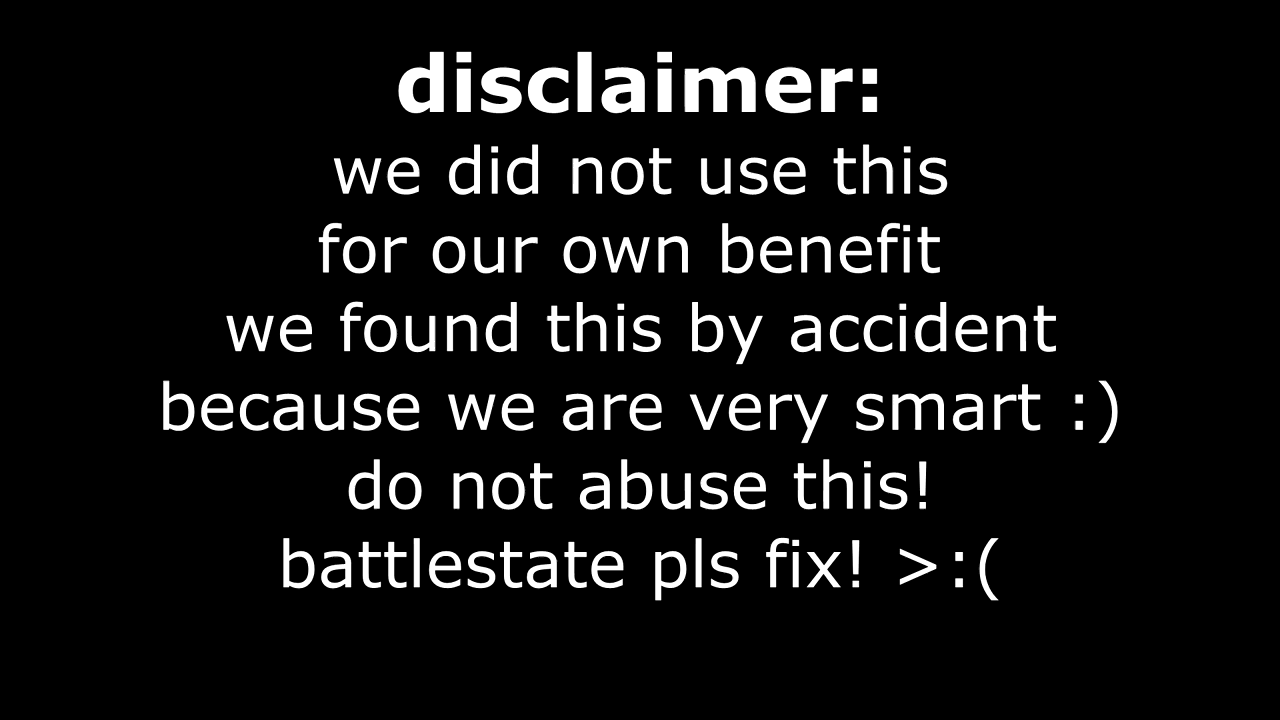 disclaimer:
we did not use this
for our own benefit
we found this by accident
because we are very smart :)
do not abuse this!
battlestate pls fix! >:(